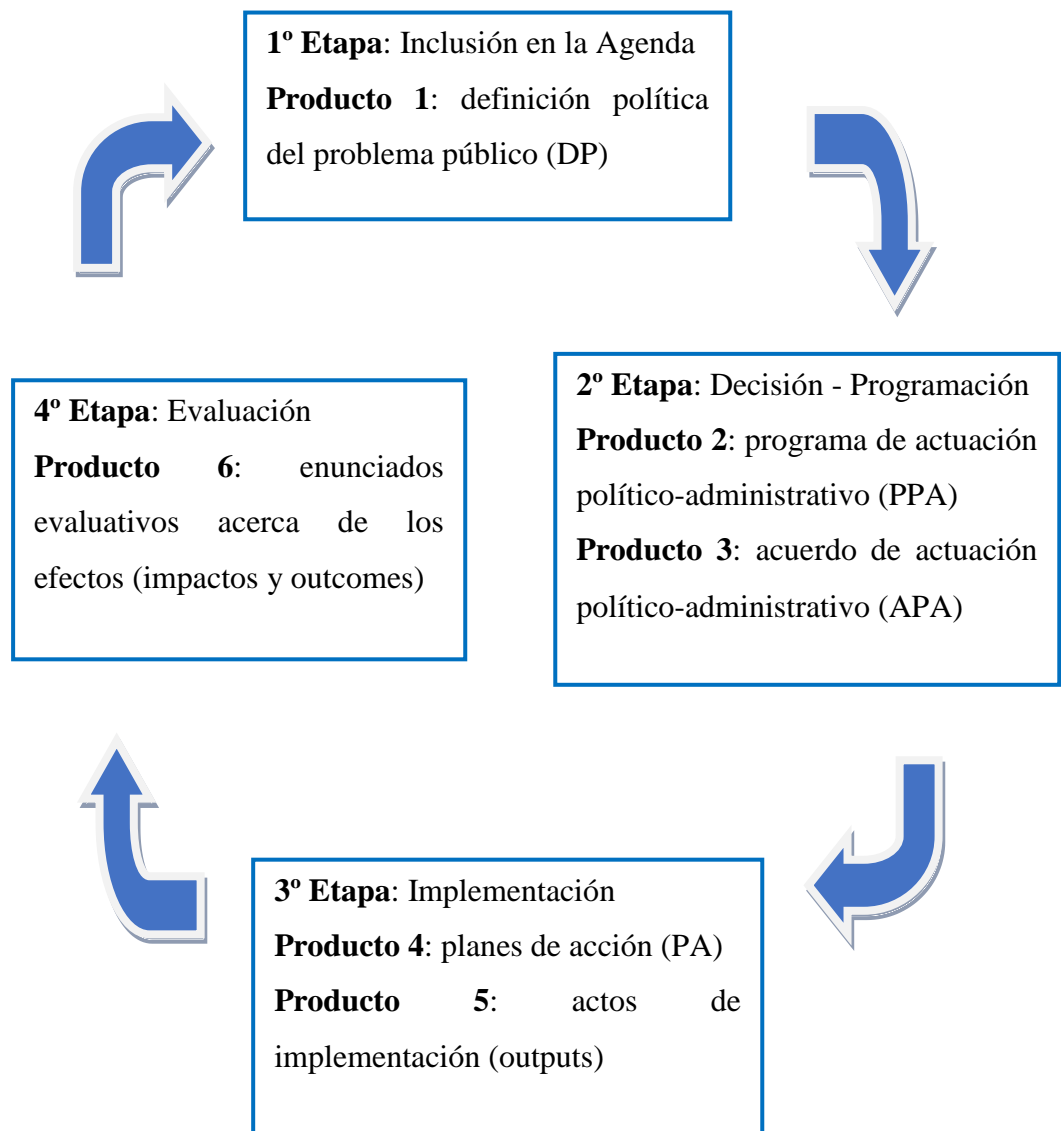 1º Etapa: Inclusión en la Agenda
Producto 1: definición política
del problema público (DP)
2º Etapa: Decisión - Programación
Producto 2: programa de actuación
político-administrativo (PPA)
Producto 3: acuerdo de actuación
político-administrativo (APA)
3º Etapa: Implementación
Producto 4: planes de acción (PA)
Producto 5: actos de
implementación (outputs)
4º Etapa: Evaluación
Producto 6: enunciados
evaluativos acerca de los
efectos (impactos y outcomes)